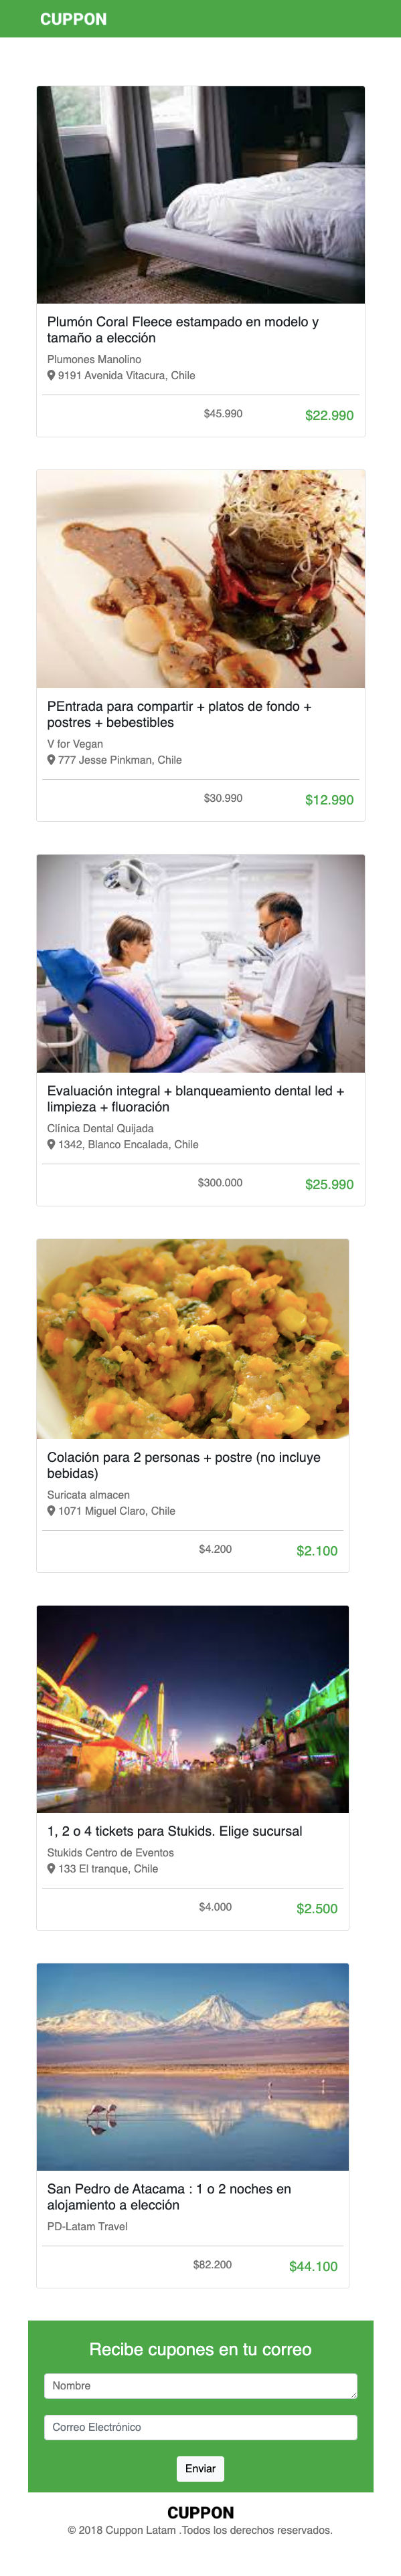 CUPPON
Plumón Coral Fleece estampado en modelo y
tamaño a elección
Plumones Manolino
9191 Avenida Vitacura, Chile
$45.990 $22.990
PEntrada para compartir + platos de fondo +
postres + bebestibles
V for Vegan
777 Jesse Pinkman, Chile
$30.990 $12.990
Evaluación integral + blanqueamiento dental led +
limpieza + fluoración
Clínica Dental Quijada
1342, Blanco Encalada, Chile
$300.000 $25.990
Colación para 2 personas + postre (no incluye
bebidas)
Suricata almacen
1071 Miguel Claro, Chile
$4.200 $2.100
1, 2 o 4 tickets para Stukids. Elige sucursal
Stukids Centro de Eventos
133 El tranque, Chile
$4.000 $2.500
San Pedro de Atacama : 1 o 2 noches en
alojamiento a elección
PD-Latam Travel
$82.200 $44.100
Recibe cupones en tu correo
Nombre
Correo Electrónico
Enviar
CUPPON
© 2018 Cuppon Latam .Todos los derechos reservados.